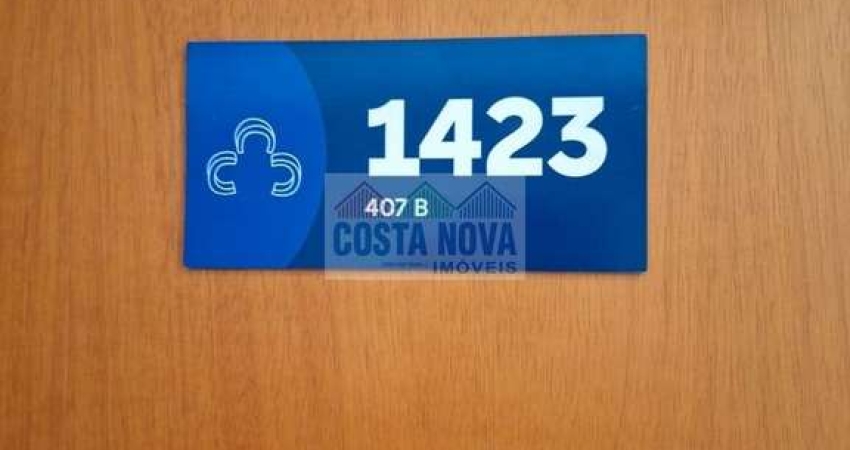 1423
407 B
COSTA NOVA
IMÓVEIS